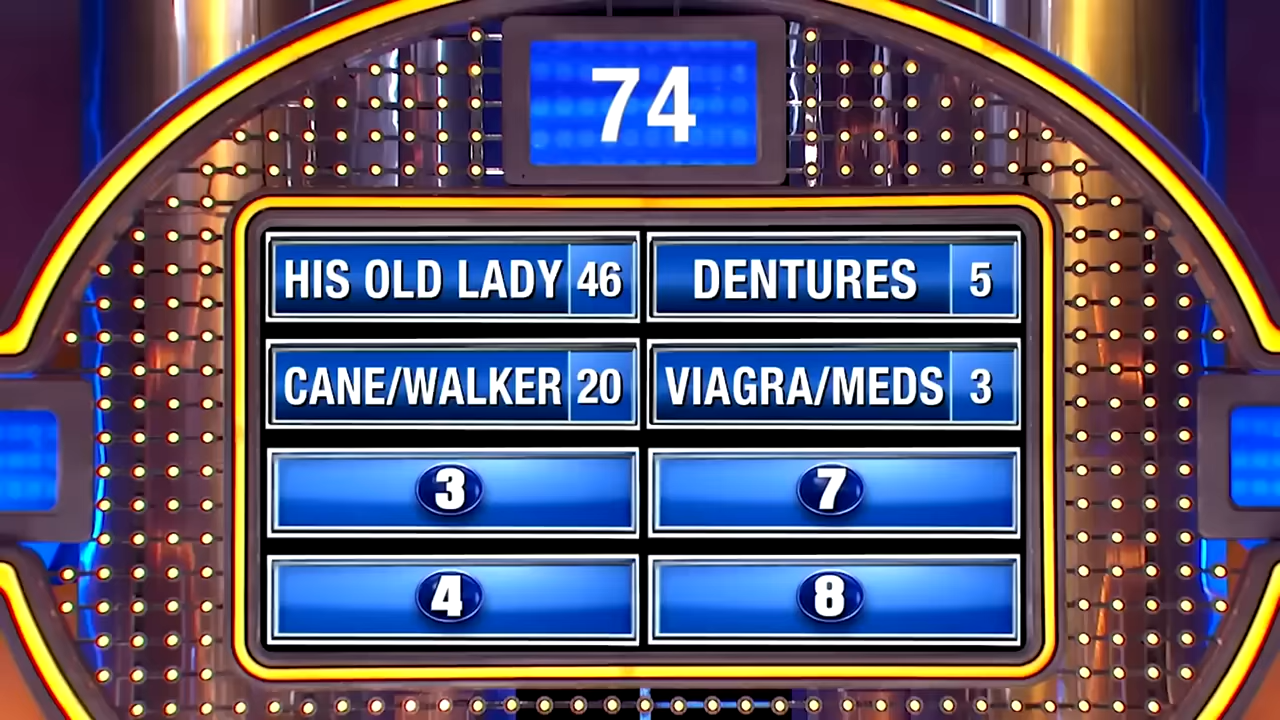 74
HIS OLD LADY 46
DENTURES 5
CANE/WALKER 20
VIAGRA/MEDS 3
3
7
4
8